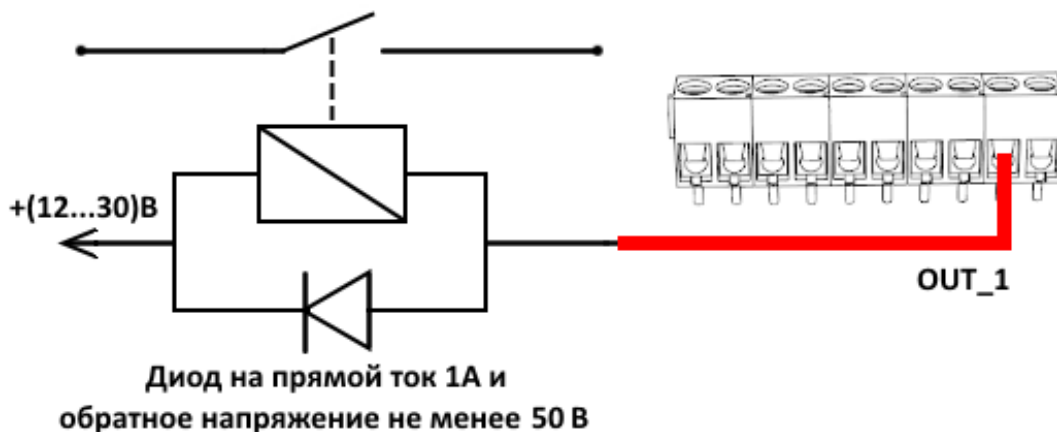 +(12...30)В
OUT_1
Диод на прямой ток 1А и
обратное напряжение не менее 50 В